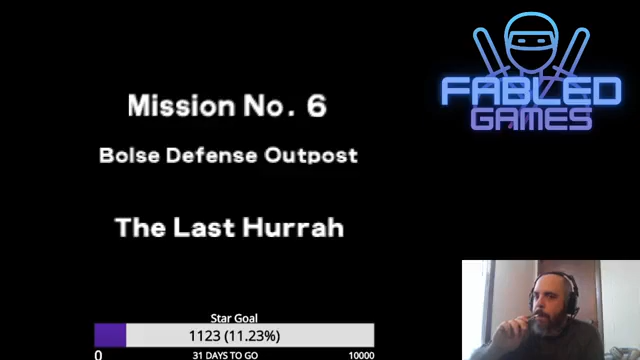 Mission No. 6
Bolse Defense Outpost
The Last Hurrah
FABLED
GAMES
Star Goal
1123 (11.23%)
0 31 DAYS TO GO 10000